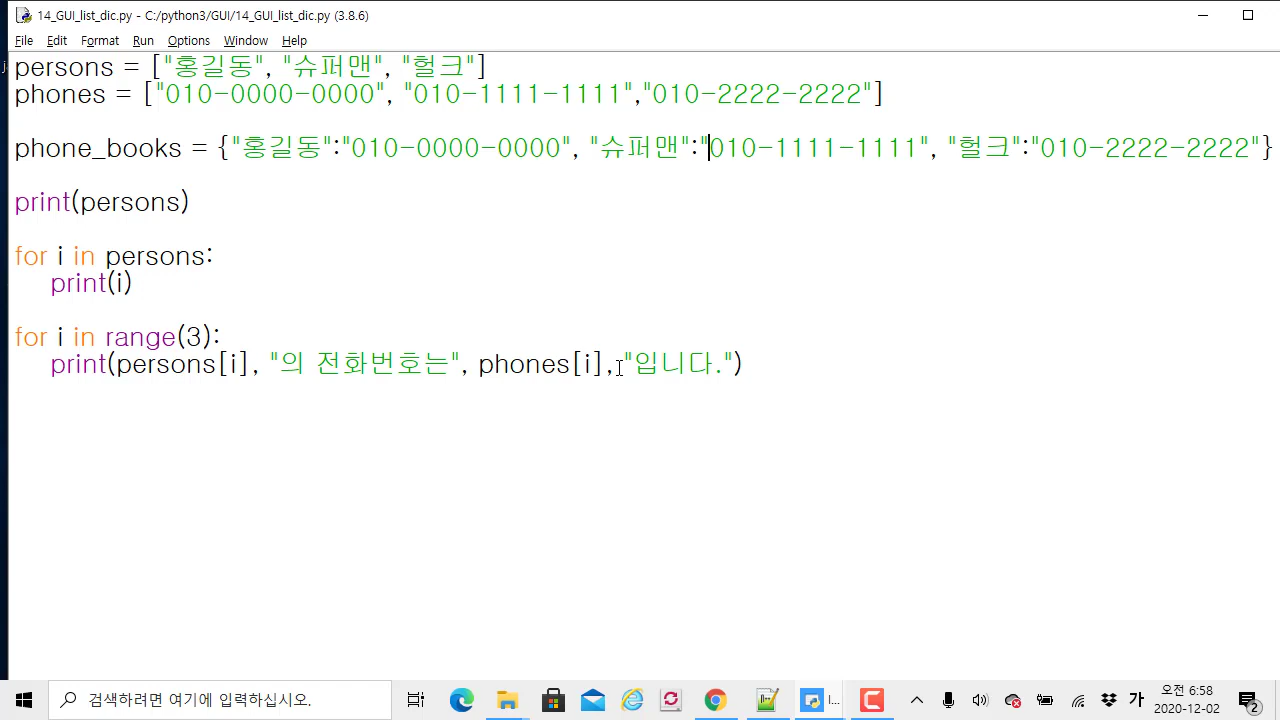 14_GUI_list_dic.py - C:/python3/GUI/14_GUI_list_dic.py (3.8.6)
File Edit Format Run Options Window Help
persons = ["홍길동", "슈퍼맨", "헐크"]
phones = ["010-0000-0000", "010-1111-1111","010-2222-2222"]
phone_books = {"홍길동":"010-0000-0000", "슈퍼맨":"010-1111-1111", "헐크":"010-2222-2222"}
print(persons)
for i in persons:
print(i)
for i in range(3):
print(persons[i], "의 전화번호는", phones[i], "입니다.")
검색하려면 여기에 입력하십시오.
I...
가
오전 6:58
2020-12-02
2